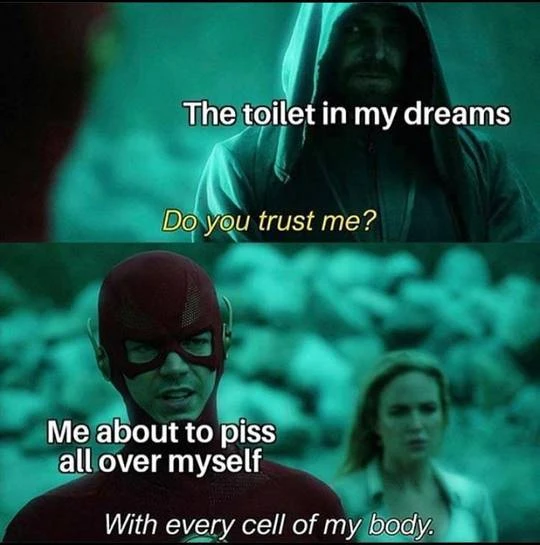 The toilet in my dreams
Do you trust me?
Me about to piss
all over myself
With every cell of my body.